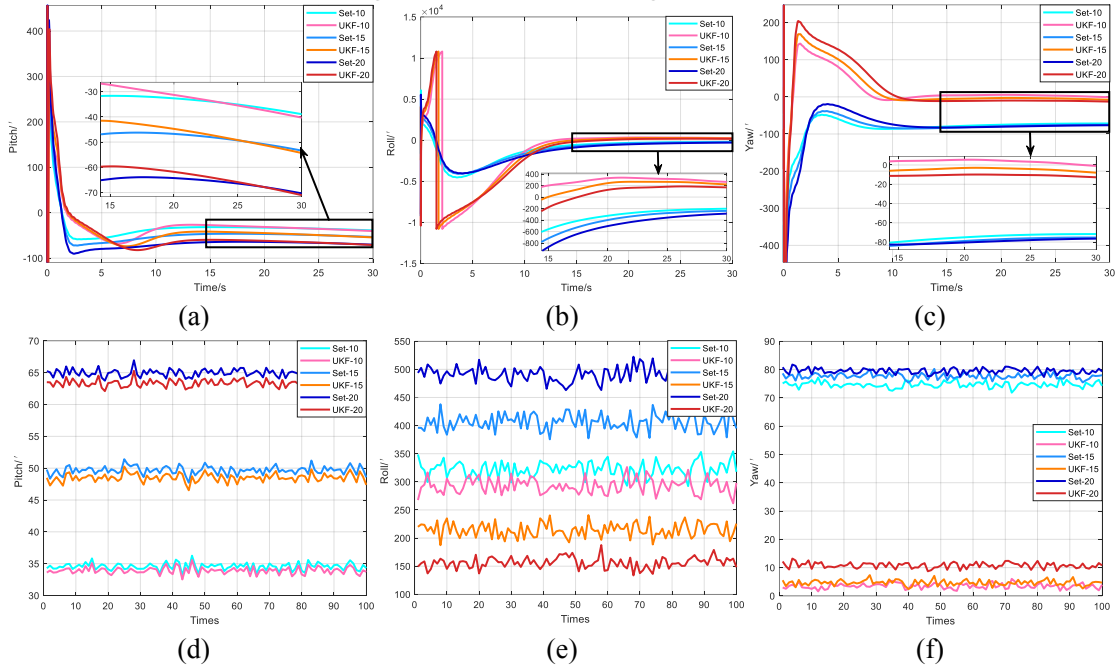 Set-10
UKF-10
Set-15
UKF-15
Set-20
UKF-20
400
300
200
100
0
-100
Pitch/′
-30
-40
-50
-60
-70
15
20
25
30
0
5
10
15
20
25
30
Time/s
(a)
×10⁴
Set-10
UKF-10
Set-15
UKF-15
Set-20
UKF-20
1.5
1.0
0.5
0
-0.5
-1.0
-1.5
Roll/′
400
200
0
-200
-400
-600
-800
15
20
25
30
0
5
10
15
20
25
30
Time/s
(b)
Set-10
UKF-10
Set-15
UKF-15
Set-20
UKF-20
200
100
0
-100
-200
-300
-400
Yaw/′
0
-20
-40
-60
-80
15
20
25
30
0
5
10
15
20
25
30
Time/s
(c)
Set-10
UKF-10
Set-15
UKF-15
Set-20
UKF-20
70
65
60
55
50
45
40
35
30
Pitch/′
1
10
20
30
40
50
60
70
80
90
100
Times
(d)
Set-10
UKF-10
Set-15
UKF-15
Set-20
UKF-20
550
500
450
400
350
300
250
200
150
100
Roll/′
1
10
20
30
40
50
60
70
80
90
100
Times
(e)
Set-10
UKF-10
Set-15
UKF-15
Set-20
UKF-20
90
80
70
60
50
40
30
20
10
0
Yaw/′
1
10
20
30
40
50
60
70
80
90
100
Times
(f)